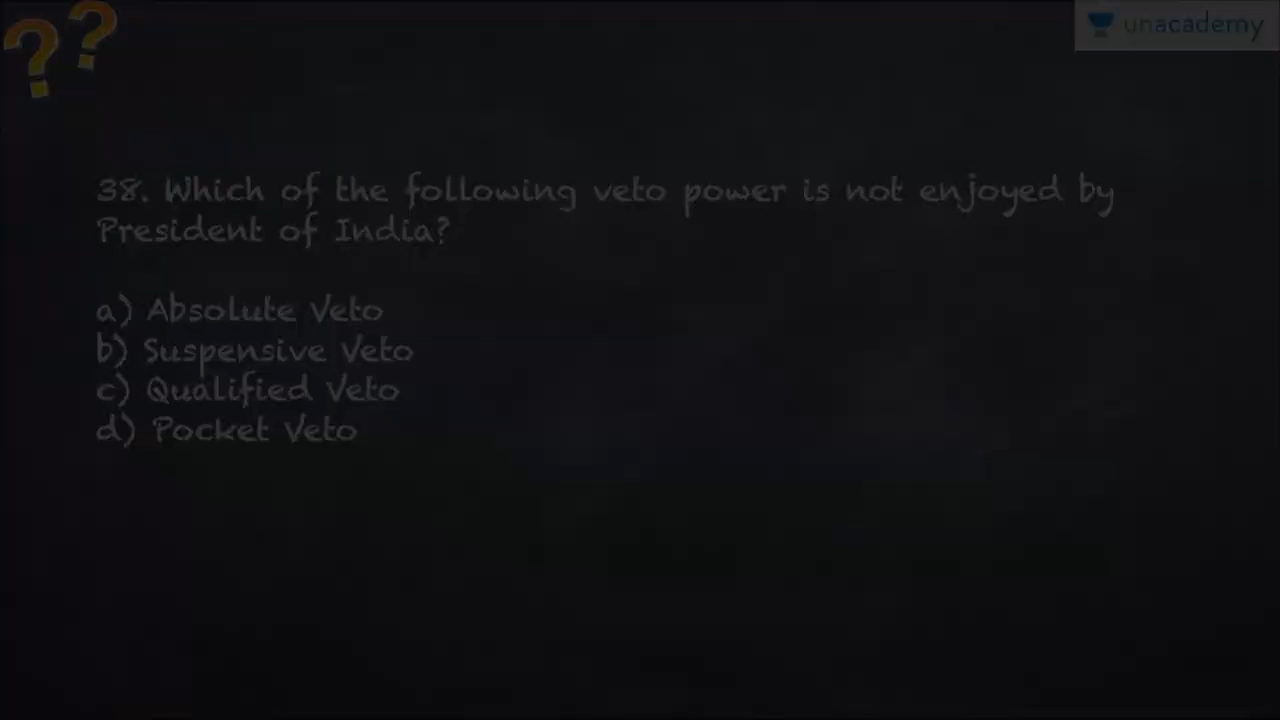 ??
unacademy
38. Which of the following veto power is not enjoyed by
President of India?
a) Absolute Veto
b) Suspensive Veto
c) Qualified Veto
d) Pocket Veto